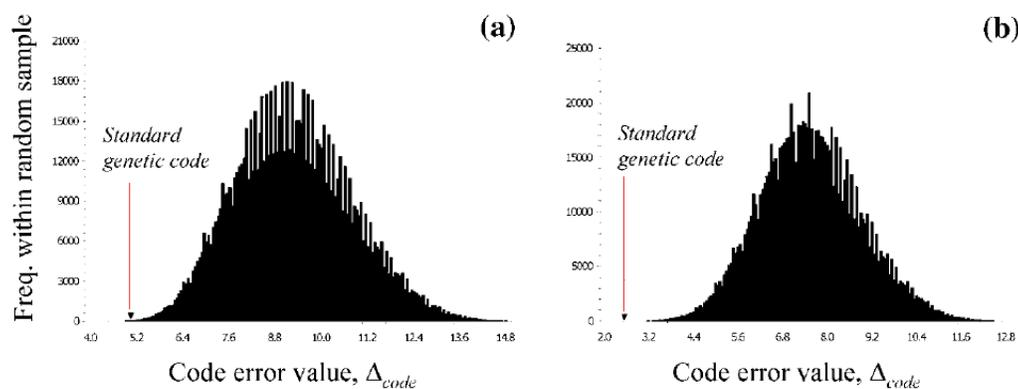 (a)
Freq. within random sample
21000
18000
15000
12000
9000
6000
3000
0
Standard
genetic code
4.0 5.2 6.4 7.6 8.8 10.0 11.2 12.4 13.6 14.8
Code error value, Δcode
(b)
25000
20000
15000
10000
5000
0
Standard
genetic code
2.0 3.2 4.4 5.6 6.8 8.0 9.2 10.4 11.6 12.8
Code error value, Δcode